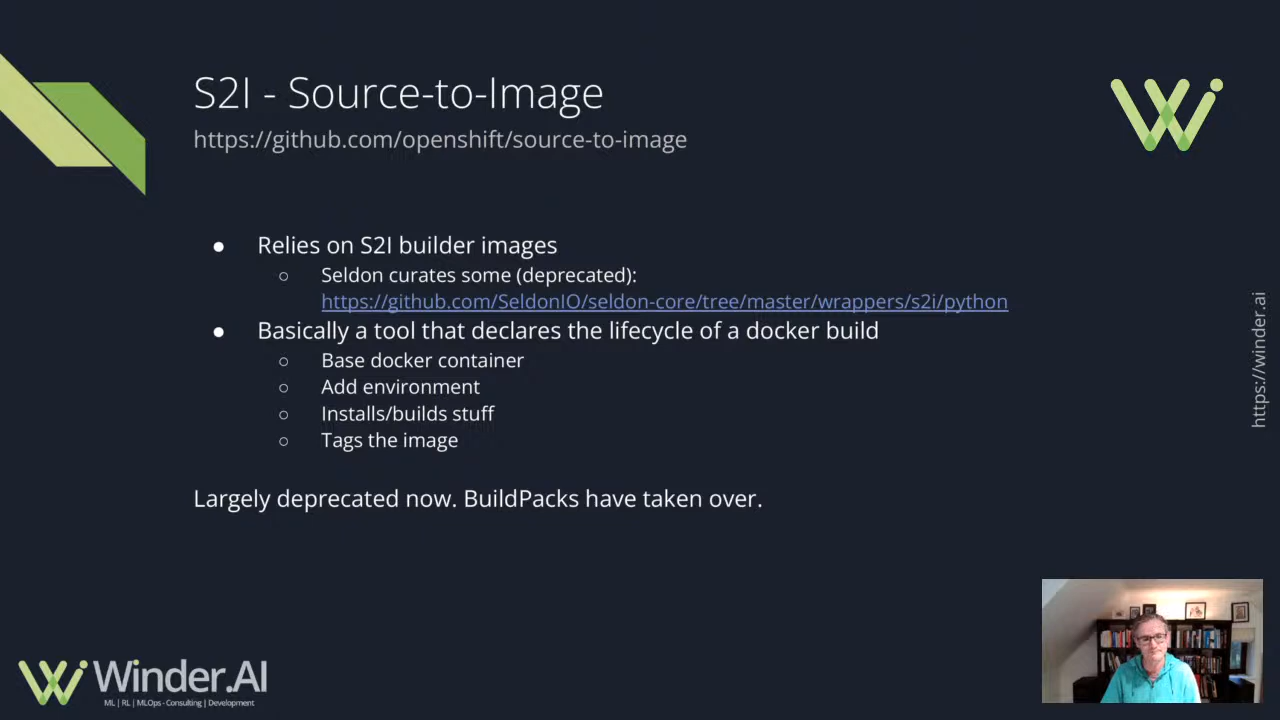 S2I - Source-to-Image
https://github.com/openshift/source-to-image
● Relies on S2I builder images
○ Seldon curates some (deprecated):
https://github.com/SeldonIO/seldon-core/tree/master/wrappers/s2i/python
● Basically a tool that declares the lifecycle of a docker build
○ Base docker container
○ Add environment
○ Installs/builds stuff
○ Tags the image
Largely deprecated now. BuildPacks have taken over.
https://winder.ai
Winder.AI
ML | RL | MLOps - Consulting | Development